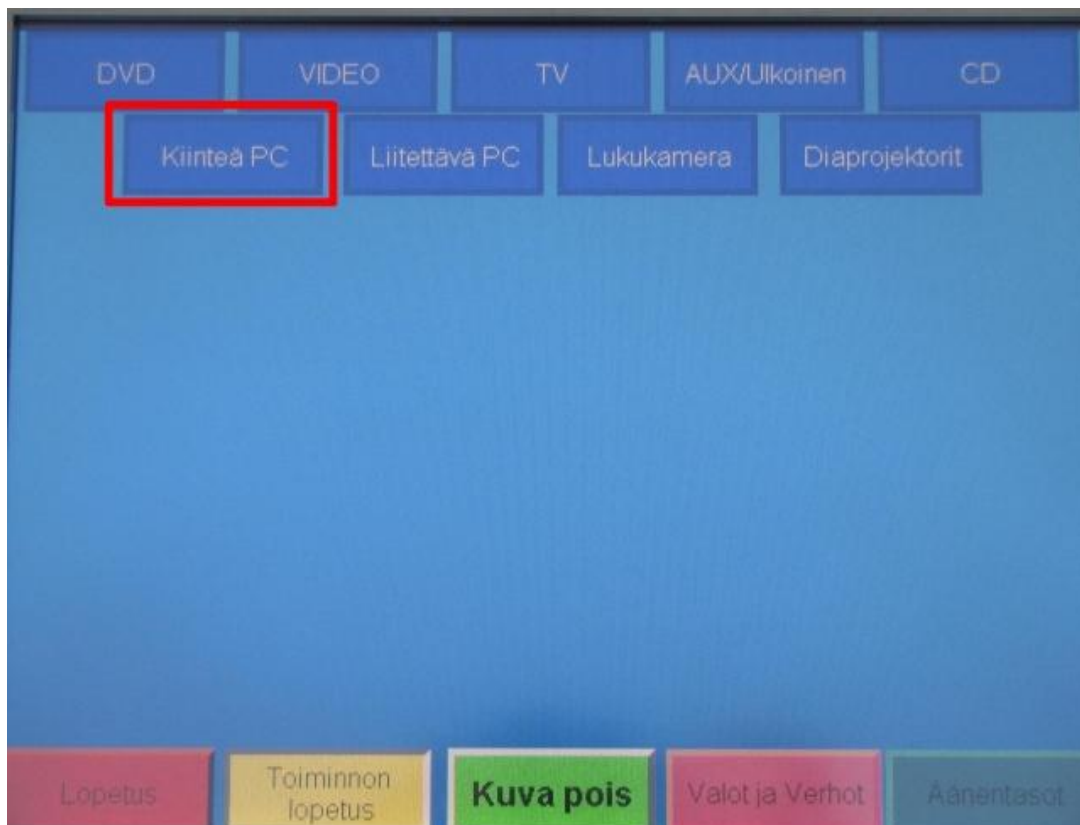 DVD VIDEO TV AUX/Ulkoinen CD
Kiinteä PC Liitettävä PC Lukukamera Diaprojektorit
Lopetus Toiminnon lopetus Kuva pois Valot ja Verhot Äänentasot